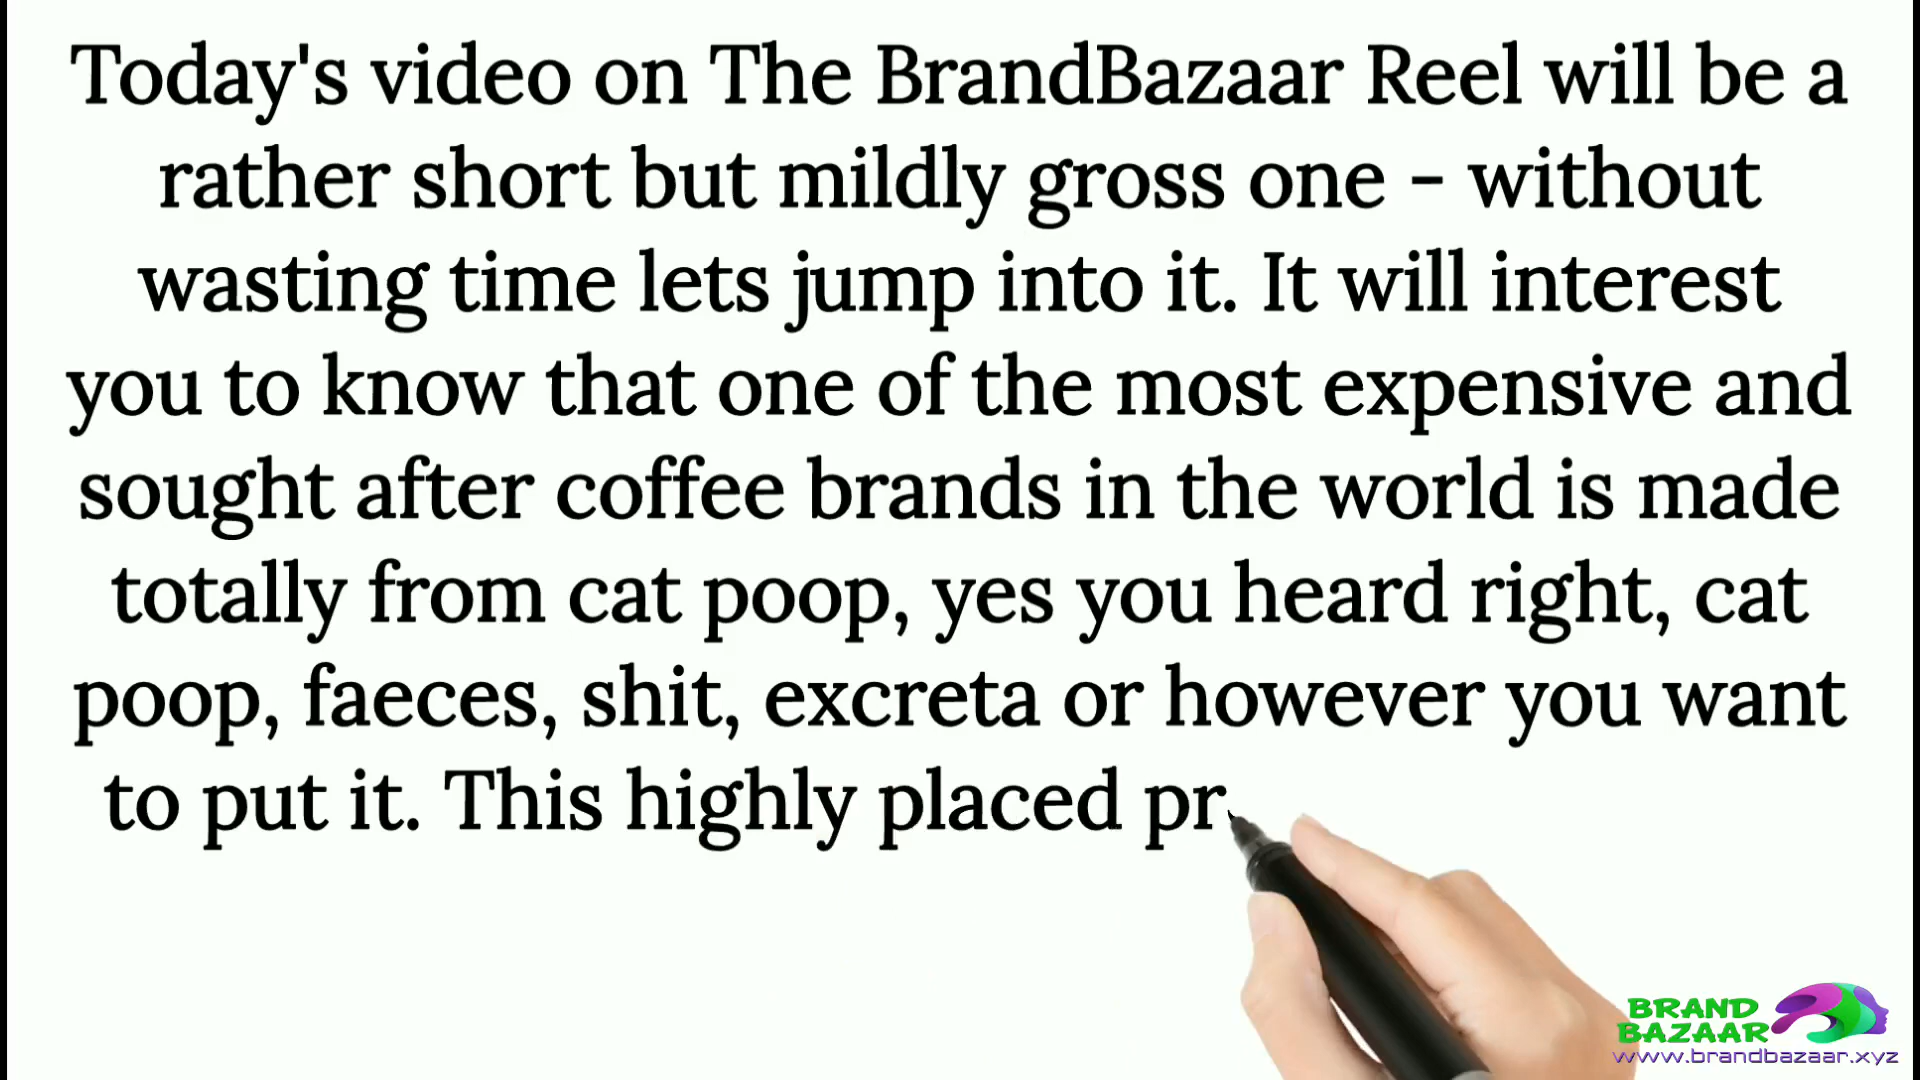 Today's video on The BrandBazaar Reel will be a
rather short but mildly gross one - without
wasting time lets jump into it. It will interest
you to know that one of the most expensive and
sought after coffee brands in the world is made
totally from cat poop, yes you heard right, cat
poop, faeces, shit, excreta or however you want
to put it. This highly placed pr
BRAND
BAZAAR
www.brandbazaar.xyz